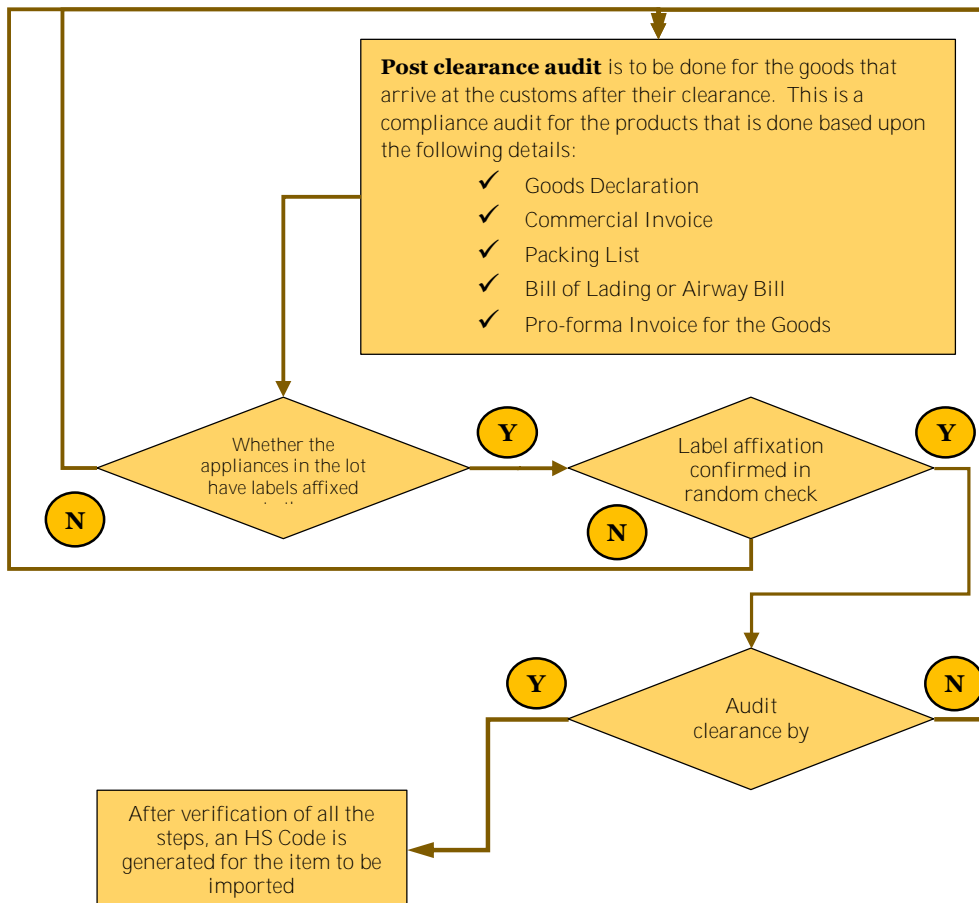 Post clearance audit is to be done for the goods that
arrive at the customs after their clearance. This is a
compliance audit for the products that is done based upon
the following details:
✓ Goods Declaration
✓ Commercial Invoice
✓ Packing List
✓ Bill of Lading or Airway Bill
✓ Pro-forma Invoice for the Goods
Whether the
appliances in the lot
have labels affixed
Y
Label affixation
confirmed in
random check
Y
N
N
Y
Audit
clearance by
N
After verification of all the
steps, an HS Code is
generated for the item to be
imported